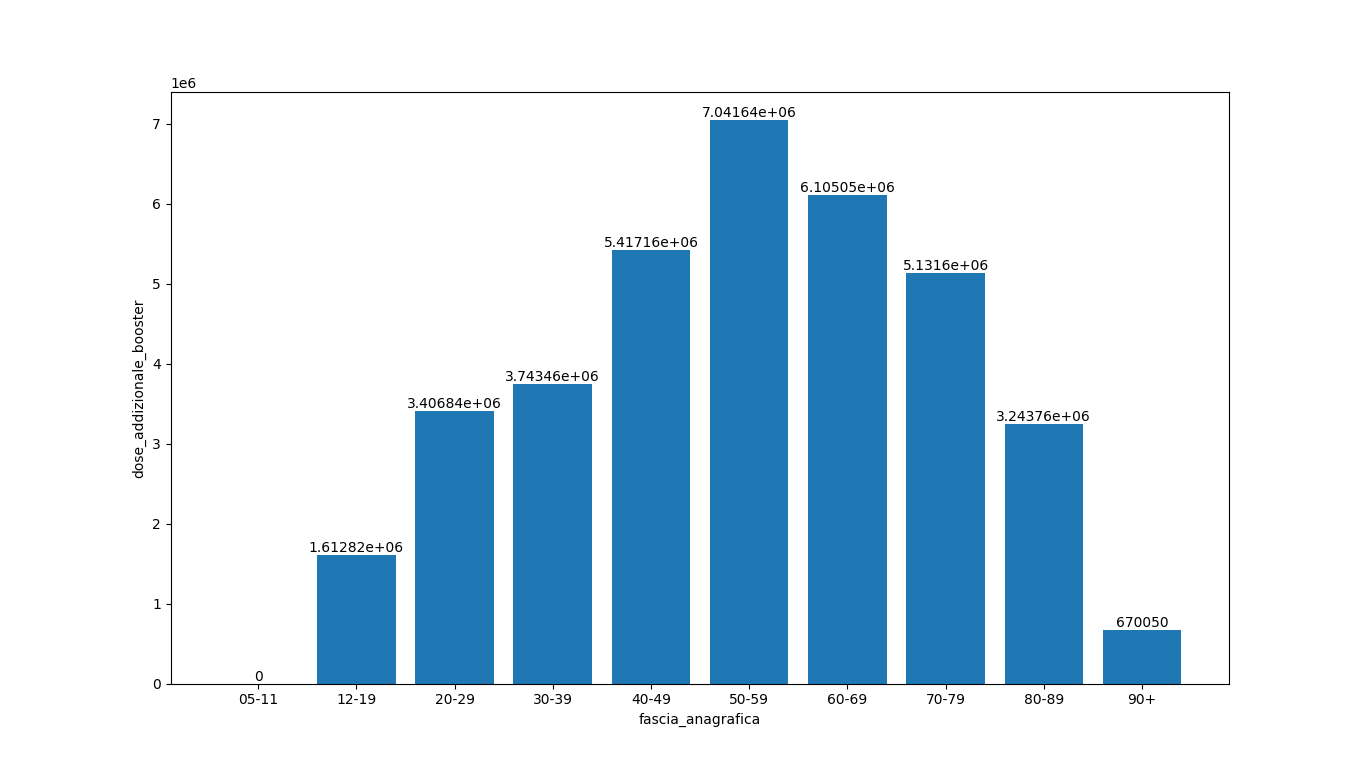 1e6
7.04164e+06
7
6.10505e+06
6
5.41716e+06
5.1316e+06
5
dose_addizionale_booster
4
3.74346e+06
3.40684e+06
3.24376e+06
3
2
1.61282e+06
1
670050
0
0
05-11 12-19 20-29 30-39 40-49 50-59 60-69 70-79 80-89 90+
fascia_anagrafica